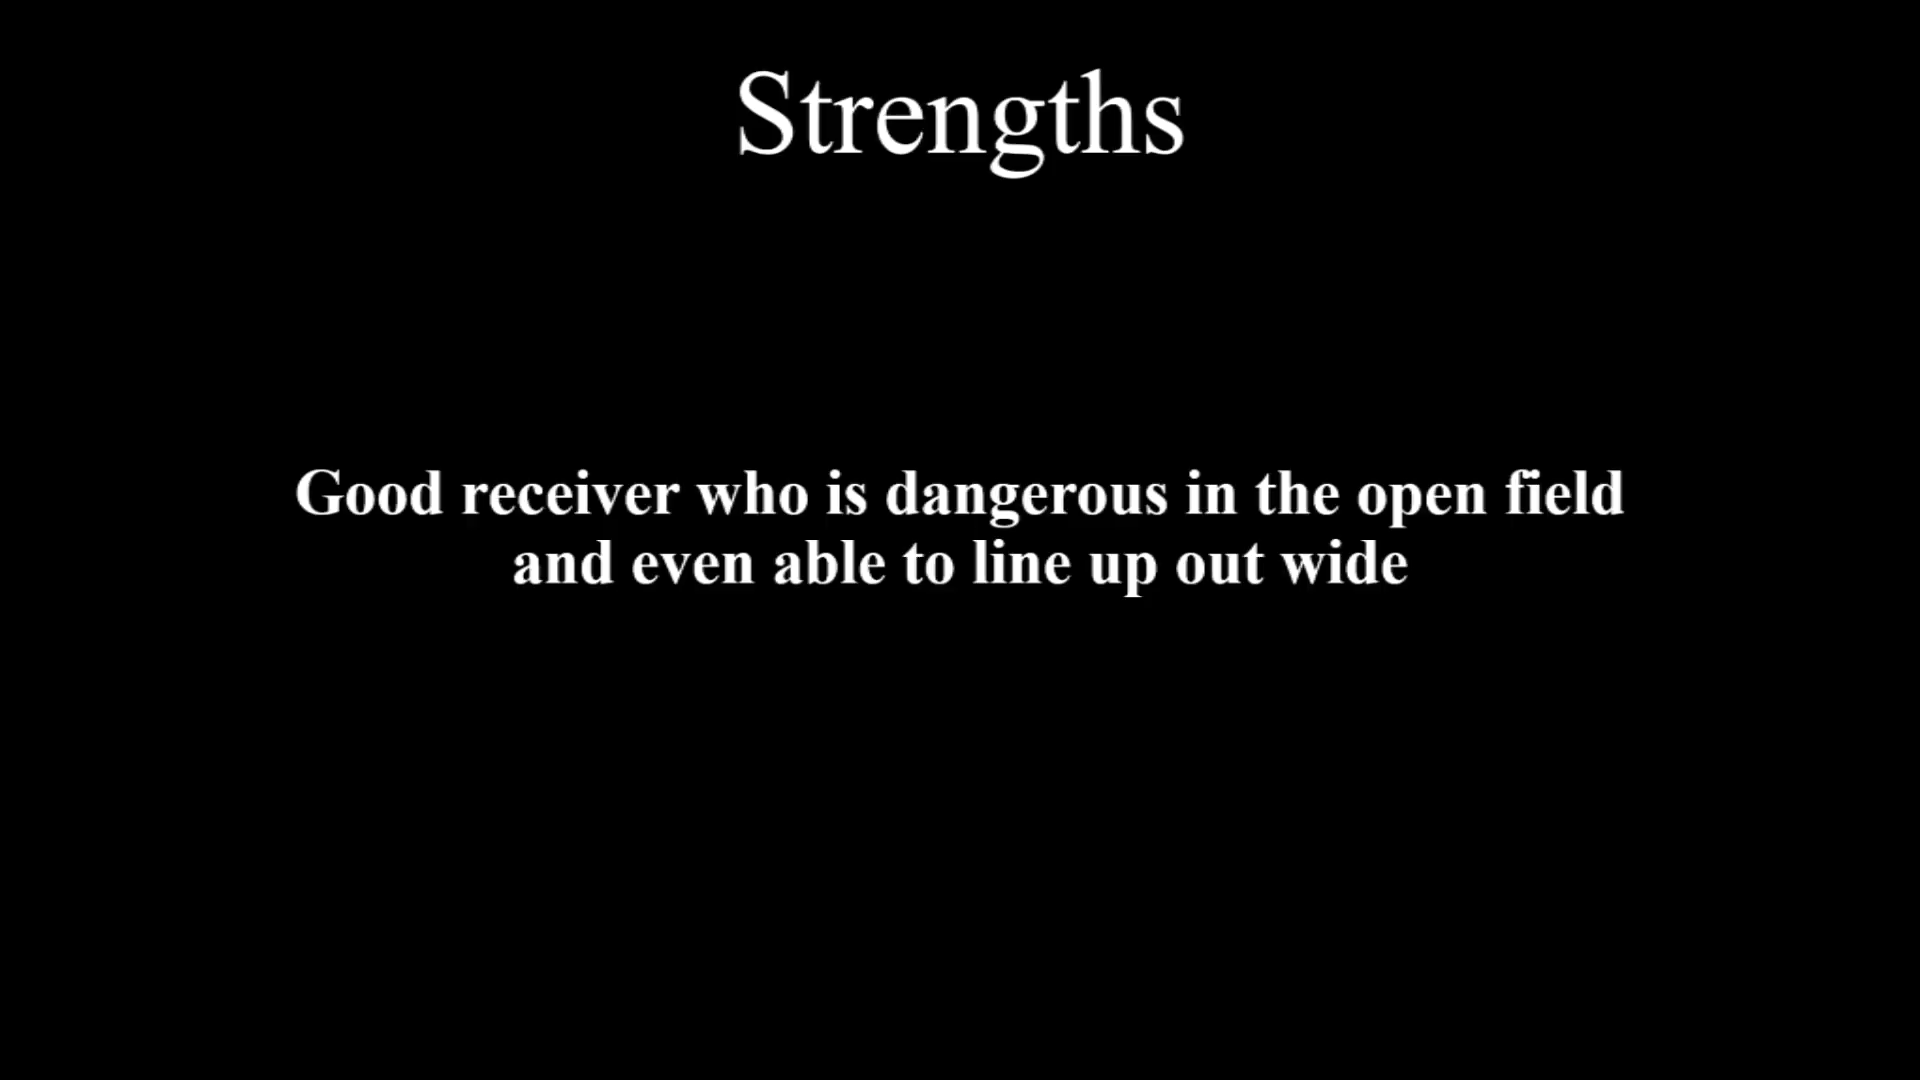 Strengths
Good receiver who is dangerous in the open field
and even able to line up out wide